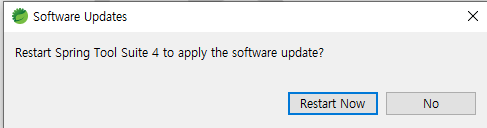 Software Updates
Restart Spring Tool Suite 4 to apply the software update?
Restart Now
No